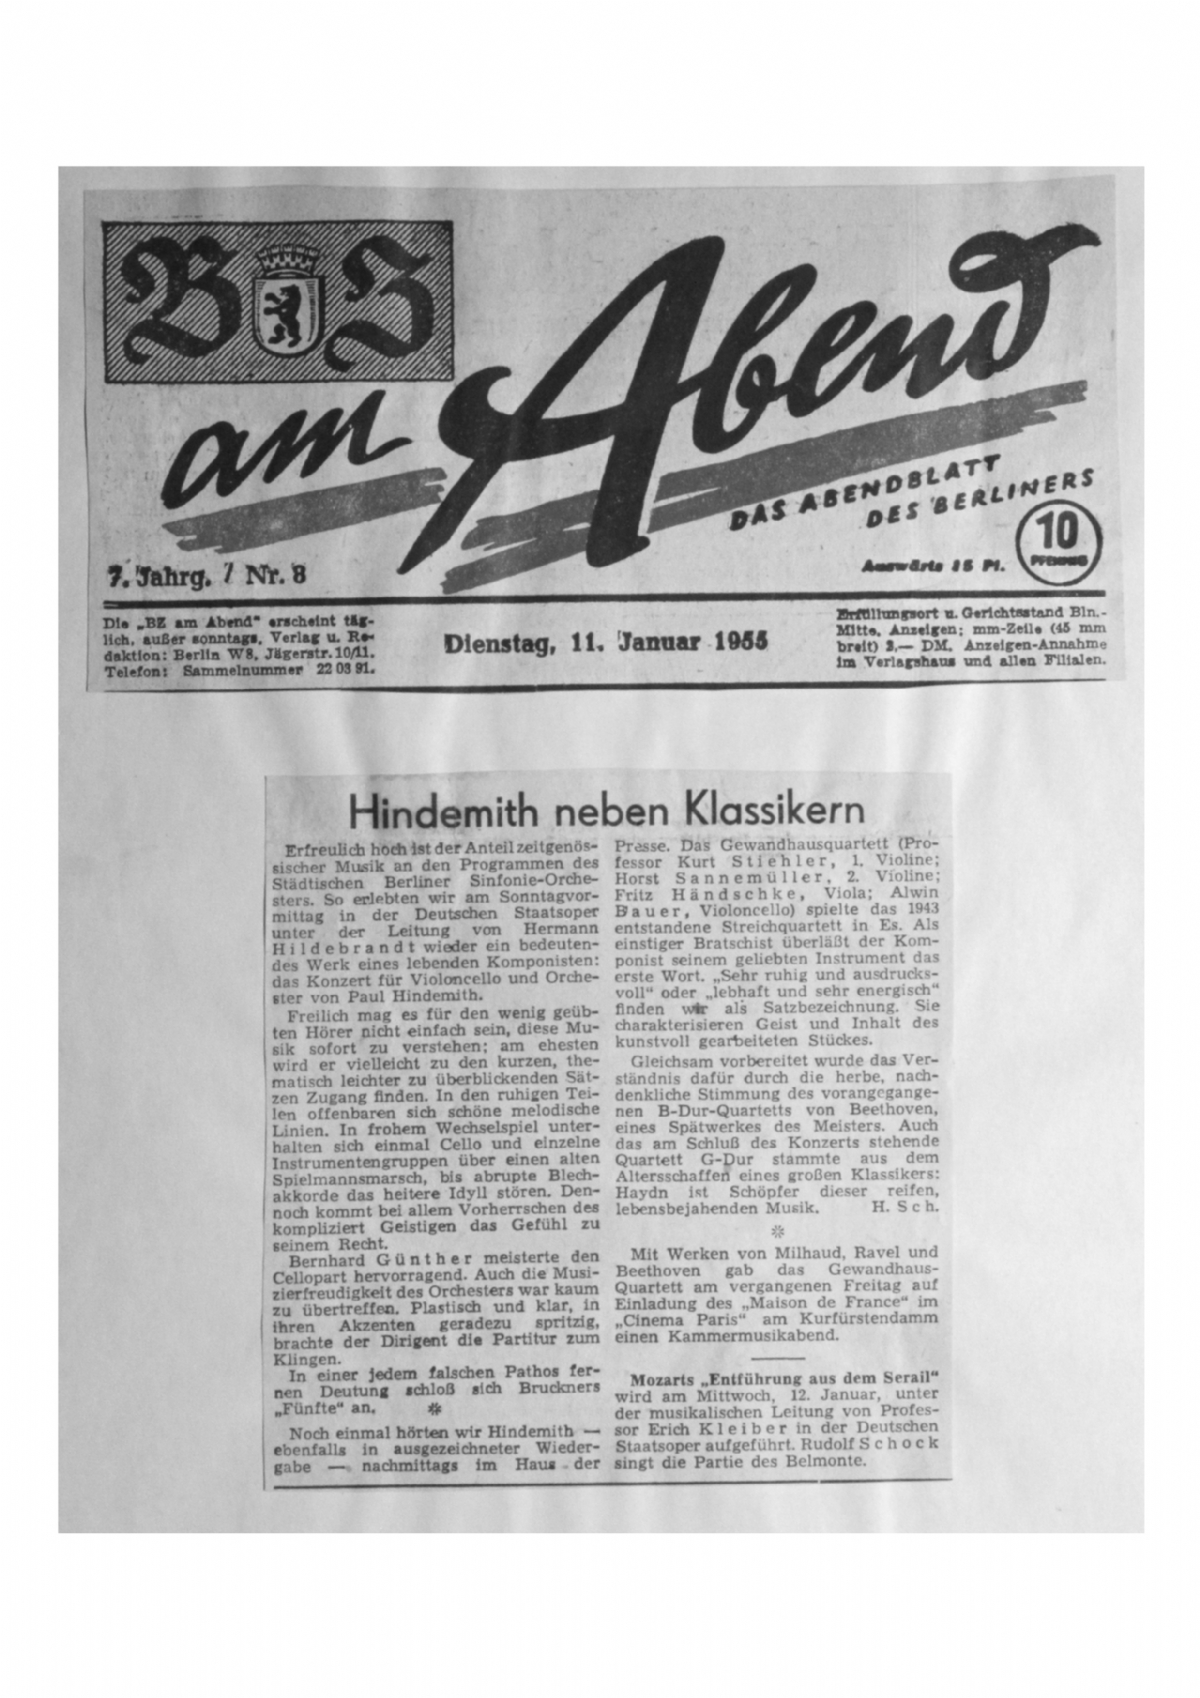 BZ
am Abend
DAS ABENDBLATT
DES BERLINERS
10
PFENNIG
Auswärts 15 Pf.
7. Jahrg. / Nr. 8
Die „BZ am Abend“ erscheint täg-
lich, außer sonntags, Verlag u. Re-
daktion: Berlin W8, Jägerstr. 10/11.
Telefon: Sammelnummer 22 03 91.
Dienstag, 11. Januar 1955
Erfüllungsort u. Gerichtsstand Bln.-
Mitte. Anzeigen: mm-Zeile (45 mm
breit) 3,— DM. Anzeigen-Annahme
im Verlagshaus und allen Filialen.
Hindemith neben Klassikern
Erfreulich hoch ist der Anteil zeitgenös-
sischer Musik an den Programmen des
Städtischen Berliner Sinfonie-Orche-
sters. So erlebten wir am Sonntagvor-
mittag in der Deutschen Staatsoper
unter der Leitung von Hermann
Hildebrandt wieder ein bedeuten-
des Werk eines lebenden Komponisten:
das Konzert für Violoncello und Orche-
ster von Paul Hindemith.
Freilich mag es für den wenig geüb-
ten Hörer nicht einfach sein, diese Mu-
sik sofort zu verstehen; am ehesten
wird er vielleicht zu den kurzen, the-
matisch leichter zu überblickenden Sät-
zen Zugang finden. In den ruhigen Tei-
len offenbaren sich schöne melodische
Linien. In frohem Wechselspiel unter-
halten sich einmal Cello und einzelne
Instrumentengruppen über einen alten
Spielmannsmarsch, bis abrupte Blech-
akkorde das heitere Idyll stören. Den-
noch kommt bei allem Vorherrschen des
kompliziert Geistigen das Gefühl zu
seinem Recht.
Bernhard Günther meisterte den
Cellopart hervorragend. Auch die Musi-
zierfreudigkeit des Orchesters war kaum
zu übertreffen. Plastisch und klar, in
ihren Akzenten geradezu spritzig,
brachte der Dirigent die Partitur zum
Klingen.
In einer jedem falschen Pathos fer-
nen Deutung schloß sich Bruckners
„Fünfte“ an. *
Noch einmal hörten wir Hindemith —
ebenfalls in ausgezeichneter Wieder-
gabe — nachmittags im Haus der
Presse. Das Gewandhausquartett (Pro-
fessor Kurt Stiehler, 1. Violine;
Horst Sannemüller, 2. Violine;
Fritz Händschke, Viola; Alwin
Bauer, Violoncello) spielte das 1943
entstandene Streichquartett in Es. Als
einstiger Bratschist überläßt der Kom-
ponist seinem geliebten Instrument das
erste Wort. „Sehr ruhig und ausdrucks-
voll“ oder „lebhaft und sehr energisch“
finden wir als Satzbezeichnung. Sie
charakterisieren Geist und Inhalt des
kunstvoll gearbeiteten Stückes.
Gleichsam vorbereitet wurde das Ver-
ständnis dafür durch die herbe, nach-
denkliche Stimmung des vorangegange-
nen B-Dur-Quartetts von Beethoven,
eines Spätwerkes des Meisters. Auch
das am Schluß des Konzerts stehende
Quartett G-Dur stammte aus dem
Altersschaffen eines großen Klassikers:
Haydn ist Schöpfer dieser reifen,
lebensbejahenden Musik. H. Sch.
*
Mit Werken von Milhaud, Ravel und
Beethoven gab das Gewandhaus-
Quartett am vergangenen Freitag auf
Einladung des „Maison de France“ im
„Cinema Paris“ am Kurfürstendamm
einen Kammermusikabend.
Mozarts „Entführung aus dem Serail“
wird am Mittwoch, 12. Januar, unter
der musikalischen Leitung von Profes-
sor Erich Kleiber in der Deutschen
Staatsoper aufgeführt. Rudolf Schock
singt die Partie des Belmonte.